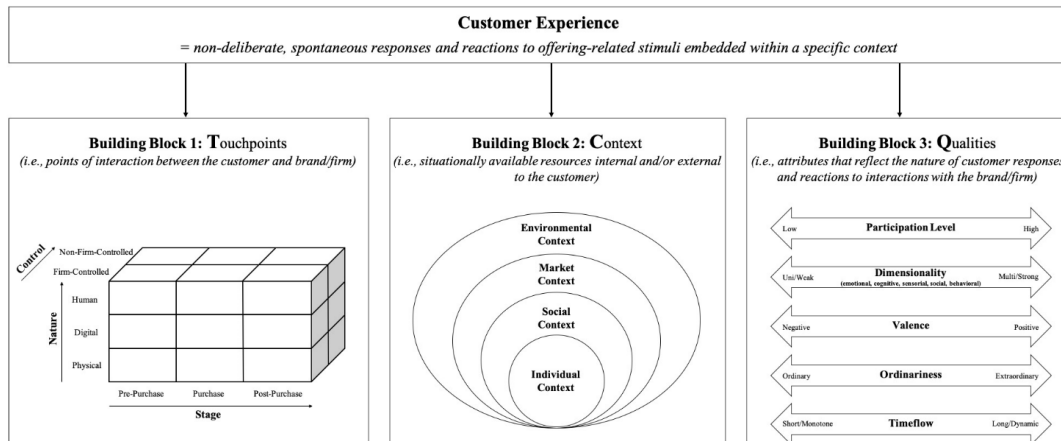 Customer Experience
= non-deliberate, spontaneous responses and reactions to offering-related stimuli embedded within a specific context
Building Block 1: Touchpoints
(i.e., points of interaction between the customer and brand/firm)
Control
Non-Firm-Controlled
Firm-Controlled
Nature
Human
Digital
Physical
Pre-Purchase Purchase Post-Purchase
Stage
Building Block 2: Context
(i.e., situationally available resources internal and/or external
to the customer)
Environmental
Context
Market
Context
Social
Context
Individual
Context
Building Block 3: Qualities
(i.e., attributes that reflect the nature of customer responses
and reactions to interactions with the brand/firm)
Participation Level
Low High
Dimensionality
Uni/Weak Multi/Strong
(emotional, cognitive, sensorial, social, behavioral)
Negative Valence Positive
Ordinary Ordinariness Extraordinary
Short/Monotone Timeflow Long/Dynamic